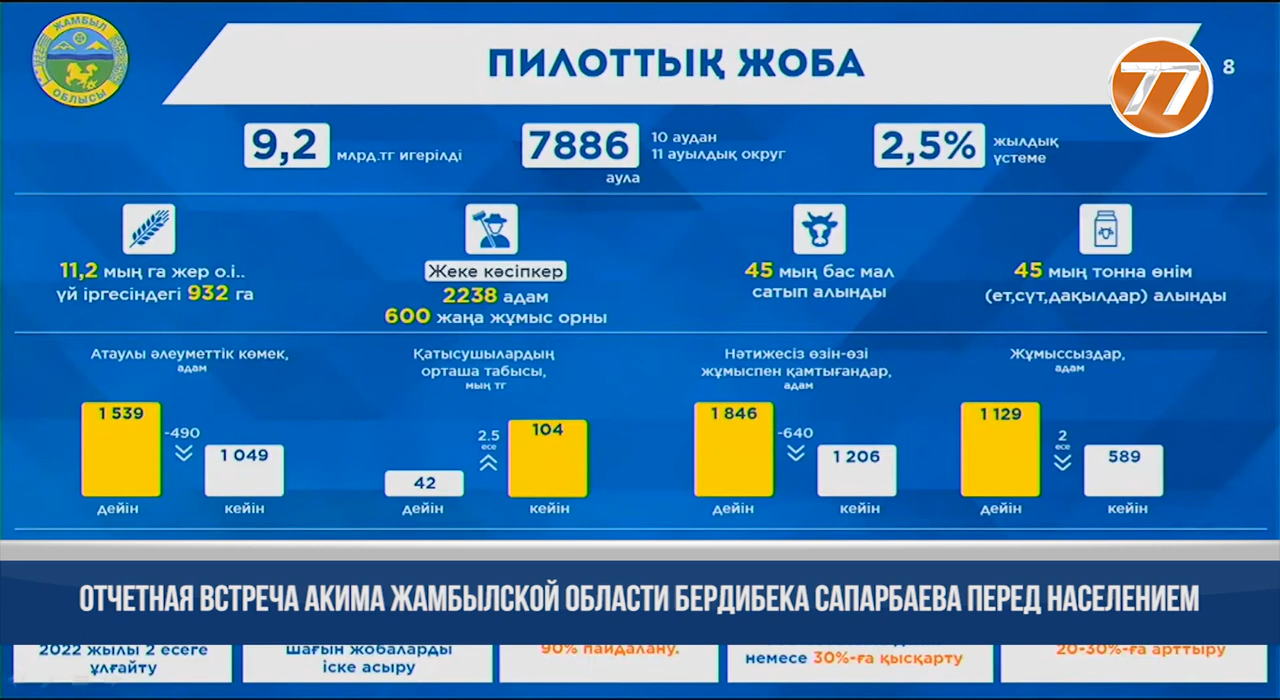 ЖАМБЫЛ
ОБЛЫСЫ
ПИЛОТТЫҚ ЖОБА
77
8
9,2
млрд.тг игерілді
7886
аула
10 аудан
11 ауылдық округ
2,5%
жылдық
үстеме
11,2 мың га жер о.і..
үй іргесіндегі 932 га
Жеке кәсіпкер
2238 адам
600 жаңа жұмыс орны
45 мың бас мал
сатып алынды
45 мың тонна өнім
(ет,сүт,дақылдар) алынды
Атаулы әлеуметтік көмек,
адам
1 539
-490
1 049
дейін
кейін
Қатысушылардың
орташа табысы,
мың тг
42
2.5
есе
104
дейін
кейін
Нәтижесіз өзін-өзі
жұмыспен қамтығандар,
адам
1 846
-640
1 206
дейін
кейін
Жұмыссыздар,
адам
1 129
2
есе
589
дейін
кейін
ОТЧЕТНАЯ ВСТРЕЧА АКИМА ЖАМБЫЛСКОЙ ОБЛАСТИ БЕРДИБЕКА САПАРБАЕВА ПЕРЕД НАСЕЛЕНИЕМ
2022 жылы 2 есеге
ұлғайту
шағын жобаларды
іске асыру
90% пайдалану.
немесе 30%-ға қысқарту
20-30%-ға арттыру